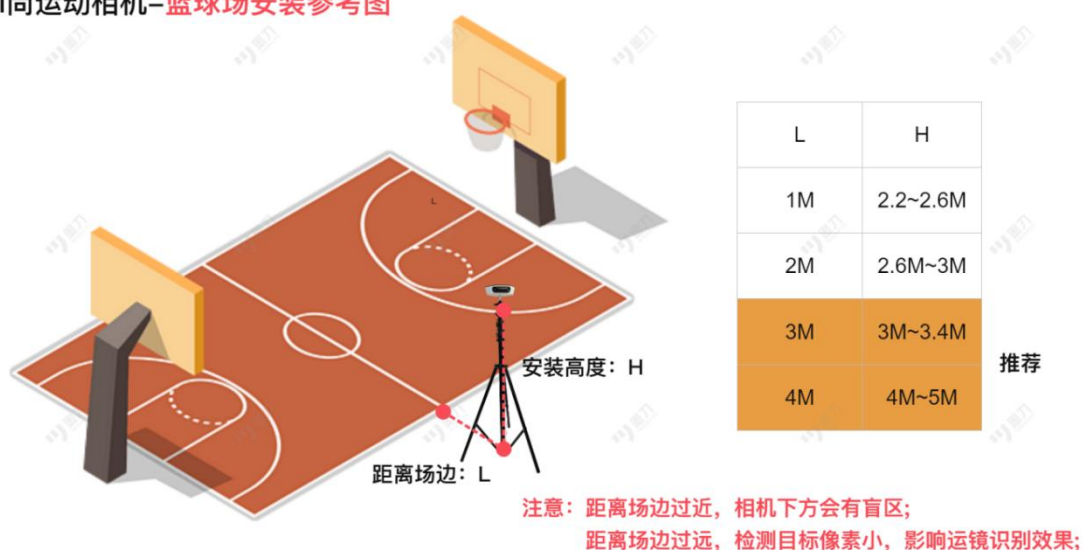 向运动相机-篮球场安装参考图
L
L H
1M 2.2~2.6M
2M 2.6M~3M
3M 3M~3.4M
4M 4M~5M
推荐
安装高度：H
距离场边：L
注意：距离场边过近，相机下方会有盲区;
距离场边过远，检测目标像素小，影响运镜识别效果;